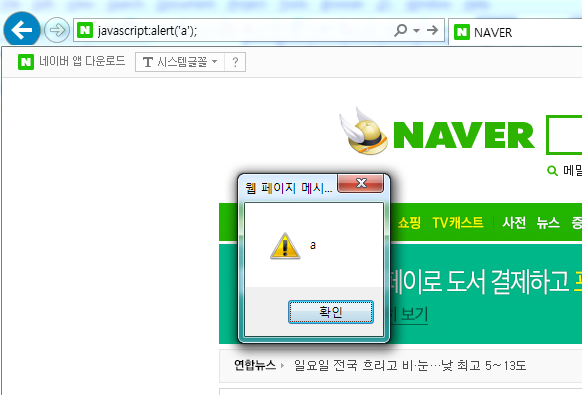 javascript:alert('a');
NAVER
네이버 앱 다운로드
T 시스템글꼴
?
NAVER
메일
웹 페이지 메시...
a
확인
쇼핑 TV캐스트 사전 뉴스
페이로 도서 결제하고
보기
연합뉴스
일요일 전국 흐리고 비·눈…낮 최고 5~13도